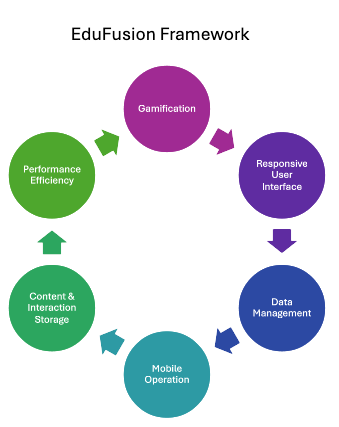 EduFusion Framework
Gamification
Responsive
User
Interface
Data
Management
Mobile
Operation
Content &
Interaction
Storage
Performance
Efficiency